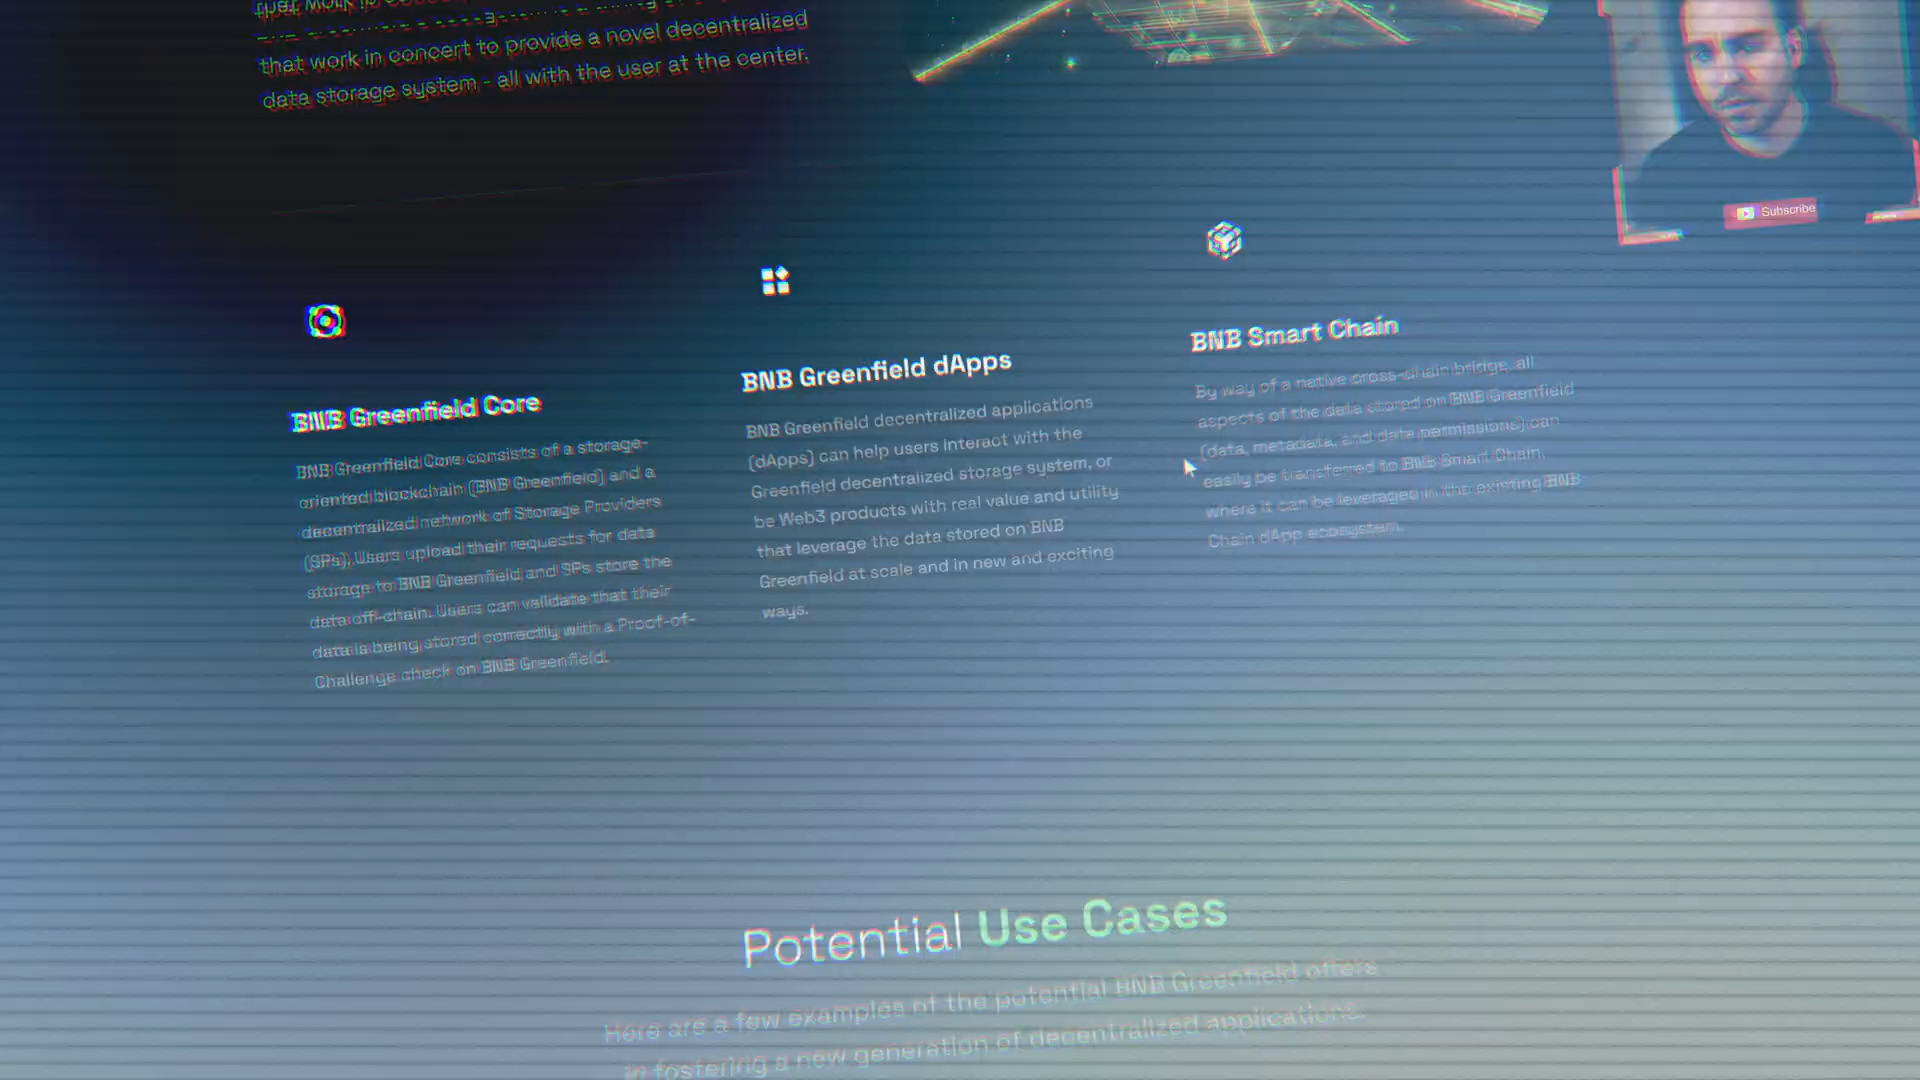 that work in concert to provide a novel decentralized
data storage system - all with the user at the center.
Subscribe
BNB Greenfield Core
BNB Greenfield Core consists of a storage-
oriented blockchain (BNB Greenfield) and a
decentralized network of Storage Providers
(SPs). Users upload their requests for data
storage to BNB Greenfield and SPs store the
data off-chain. Users can validate that their
data is being stored correctly with a Proof-of-
Challenge check on BNB Greenfield.
BNB Greenfield dApps
BNB Greenfield decentralized applications
(dApps) can help users interact with the
Greenfield decentralized storage system, or
be Web3 products with real value and utility
that leverage the data stored on BNB
Greenfield at scale and in new and exciting
ways.
BNB Smart Chain
By way of a native cross-chain bridge, all
aspects of the data stored on BNB Greenfield
(data, metadata, and data permissions) can
easily be transferred to BNB Smart Chain,
where it can be leveraged in the existing BNB
Chain dApp ecosystem.
Potential Use Cases
Here are a few examples of the potential BNB Greenfield offers
in fostering a new generation of decentralized applications.